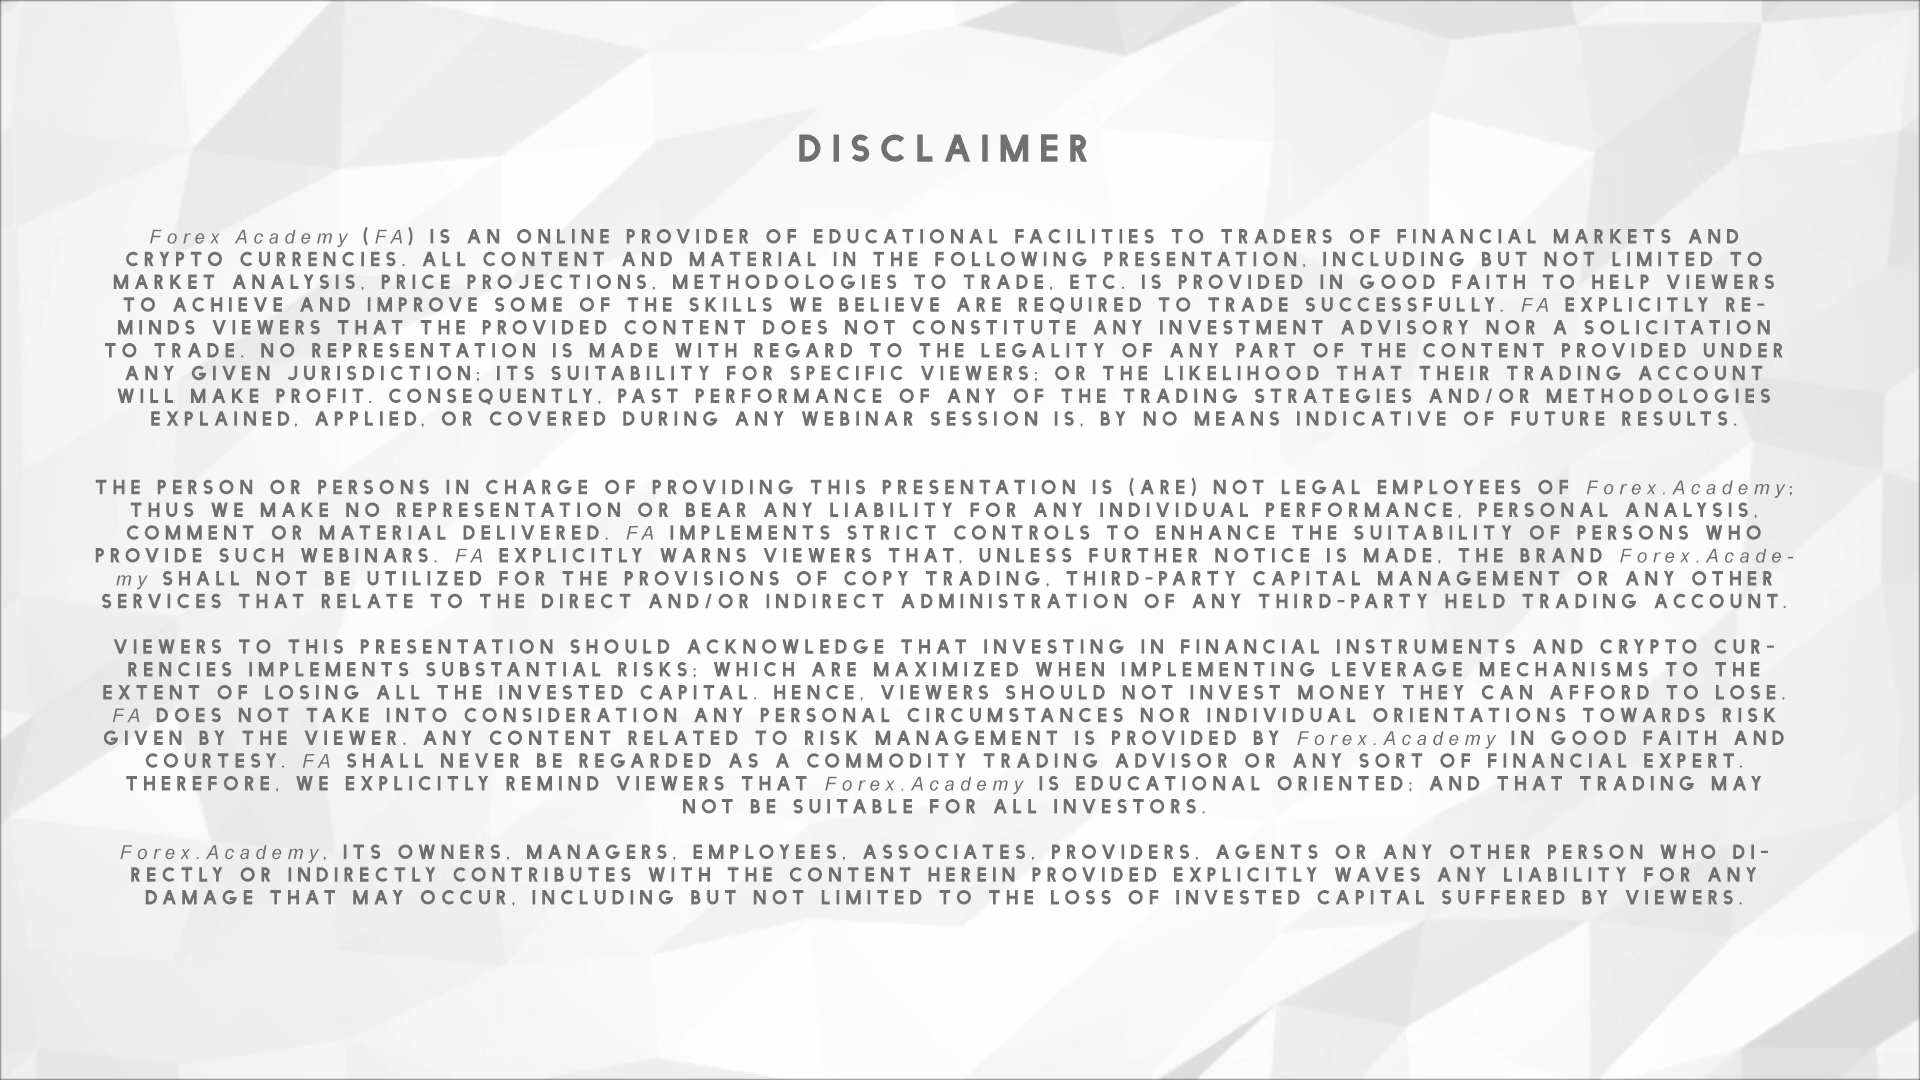 DISCLAIMER
Forex Academy (FA) IS AN ONLINE PROVIDER OF EDUCATIONAL FACILITIES TO TRADERS OF FINANCIAL MARKETS AND
CRYPTO CURRENCIES. ALL CONTENT AND MATERIAL IN THE FOLLOWING PRESENTATION, INCLUDING BUT NOT LIMITED TO
MARKET ANALYSIS, PRICE PROJECTIONS, METHODOLOGIES TO TRADE, ETC. IS PROVIDED IN GOOD FAITH TO HELP VIEWERS
TO ACHIEVE AND IMPROVE SOME OF THE SKILLS WE BELIEVE ARE REQUIRED TO TRADE SUCCESSFULLY. FA EXPLICITLY RE-
MINDS VIEWERS THAT THE PROVIDED CONTENT DOES NOT CONSTITUTE ANY INVESTMENT ADVISORY NOR A SOLICITATION
TO TRADE. NO REPRESENTATION IS MADE WITH REGARD TO THE LEGALITY OF ANY PART OF THE CONTENT PROVIDED UNDER
ANY GIVEN JURISDICTION; ITS SUITABILITY FOR SPECIFIC VIEWERS; OR THE LIKELIHOOD THAT THEIR TRADING ACCOUNT
WILL MAKE PROFIT. CONSEQUENTLY, PAST PERFORMANCE OF ANY OF THE TRADING STRATEGIES AND/OR METHODOLOGIES
EXPLAINED, APPLIED, OR COVERED DURING ANY WEBINAR SESSION IS, BY NO MEANS INDICATIVE OF FUTURE RESULTS.
THE PERSON OR PERSONS IN CHARGE OF PROVIDING THIS PRESENTATION IS (ARE) NOT LEGAL EMPLOYEES OF Forex.Academy;
THUS WE MAKE NO REPRESENTATION OR BEAR ANY LIABILITY FOR ANY INDIVIDUAL PERFORMANCE, PERSONAL ANALYSIS,
COMMENT OR MATERIAL DELIVERED. FA IMPLEMENTS STRICT CONTROLS TO ENHANCE THE SUITABILITY OF PERSONS WHO
PROVIDE SUCH WEBINARS. FA EXPLICITLY WARNS VIEWERS THAT, UNLESS FURTHER NOTICE IS MADE, THE BRAND Forex.Acade-
my SHALL NOT BE UTILIZED FOR THE PROVISIONS OF COPY TRADING, THIRD-PARTY CAPITAL MANAGEMENT OR ANY OTHER
SERVICES THAT RELATE TO THE DIRECT AND/OR INDIRECT ADMINISTRATION OF ANY THIRD-PARTY HELD TRADING ACCOUNT.
VIEWERS TO THIS PRESENTATION SHOULD ACKNOWLEDGE THAT INVESTING IN FINANCIAL INSTRUMENTS AND CRYPTO CUR-
RENCIES IMPLEMENTS SUBSTANTIAL RISKS; WHICH ARE MAXIMIZED WHEN IMPLEMENTING LEVERAGE MECHANISMS TO THE
EXTENT OF LOSING ALL THE INVESTED CAPITAL. HENCE, VIEWERS SHOULD NOT INVEST MONEY THEY CAN AFFORD TO LOSE.
FA DOES NOT TAKE INTO CONSIDERATION ANY PERSONAL CIRCUMSTANCES NOR INDIVIDUAL ORIENTATIONS TOWARDS RISK
GIVEN BY THE VIEWER. ANY CONTENT RELATED TO RISK MANAGEMENT IS PROVIDED BY Forex.Academy IN GOOD FAITH AND
COURTESY. FA SHALL NEVER BE REGARDED AS A COMMODITY TRADING ADVISOR OR ANY SORT OF FINANCIAL EXPERT.
THEREFORE, WE EXPLICITLY REMIND VIEWERS THAT Forex.Academy IS EDUCATIONAL ORIENTED; AND THAT TRADING MAY
NOT BE SUITABLE FOR ALL INVESTORS.
Forex.Academy, ITS OWNERS, MANAGERS, EMPLOYEES, ASSOCIATES, PROVIDERS, AGENTS OR ANY OTHER PERSON WHO DI-
RECTLY OR INDIRECTLY CONTRIBUTES WITH THE CONTENT HEREIN PROVIDED EXPLICITLY WAVES ANY LIABILITY FOR ANY
DAMAGE THAT MAY OCCUR, INCLUDING BUT NOT LIMITED TO THE LOSS OF INVESTED CAPITAL SUFFERED BY VIEWERS.